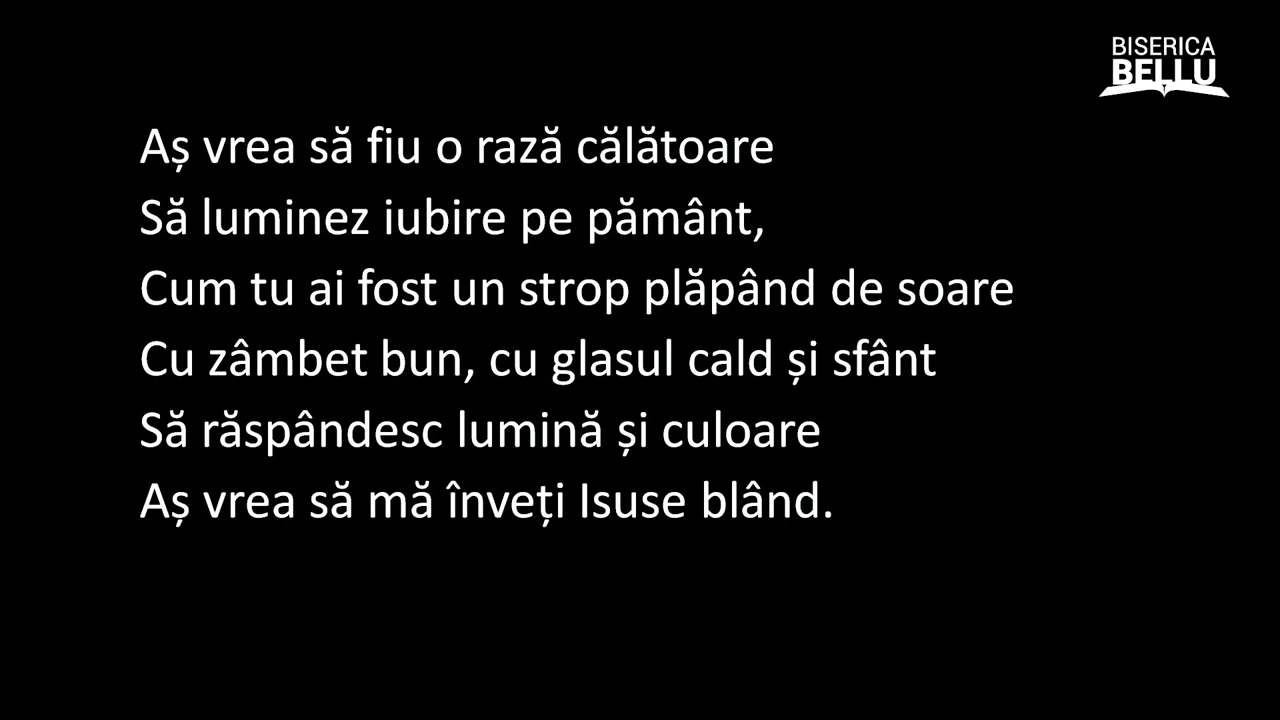 BISERICA
BELLU
Aș vrea să fiu o rază călătoare
Să luminez iubire pe pământ,
Cum tu ai fost un strop plăpând de soare
Cu zâmbet bun, cu glasul cald și sfânt
Să răspândesc lumină și culoare
Aș vrea să mă înveți Isuse blând.